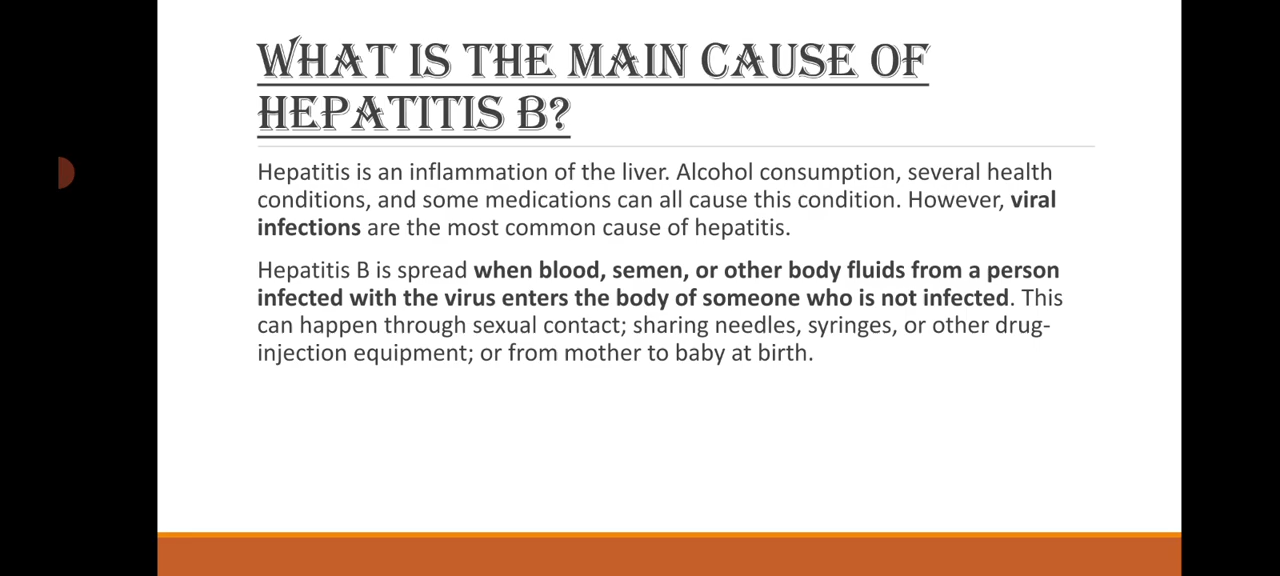 WHAT IS THE MAIN CAUSE OF
HEPATITIS B?
Hepatitis is an inflammation of the liver. Alcohol consumption, several health
conditions, and some medications can all cause this condition. However, viral
infections are the most common cause of hepatitis.
Hepatitis B is spread when blood, semen, or other body fluids from a person
infected with the virus enters the body of someone who is not infected. This
can happen through sexual contact; sharing needles, syringes, or other drug-
injection equipment; or from mother to baby at birth.